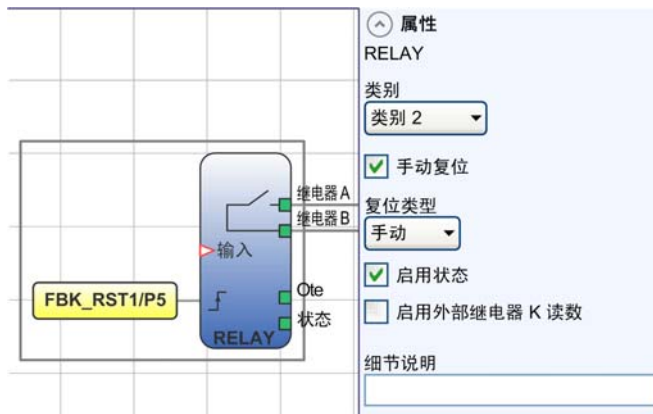 属性
RELAY
类别
类别 2
手动复位
复位类型
手动
启用状态
启用外部继电器 K 读数
细节说明
继电器A
继电器B
输入
FBK_RST1/P5
Ote
状态
RELAY